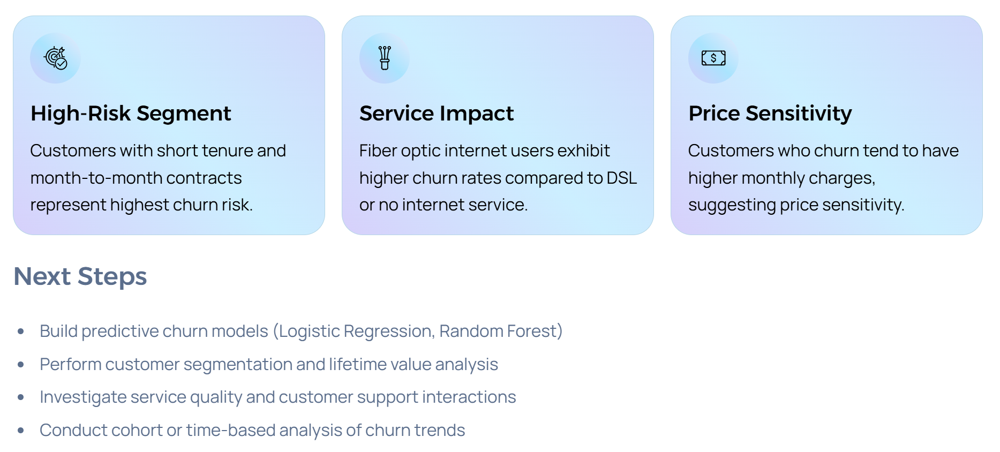 High-Risk Segment
Customers with short tenure and
month-to-month contracts
represent highest churn risk.
Service Impact
Fiber optic internet users exhibit
higher churn rates compared to DSL
or no internet service.
$
Price Sensitivity
Customers who churn tend to have
higher monthly charges,
suggesting price sensitivity.
Next Steps
• Build predictive churn models (Logistic Regression, Random Forest)
• Perform customer segmentation and lifetime value analysis
• Investigate service quality and customer support interactions
• Conduct cohort or time-based analysis of churn trends